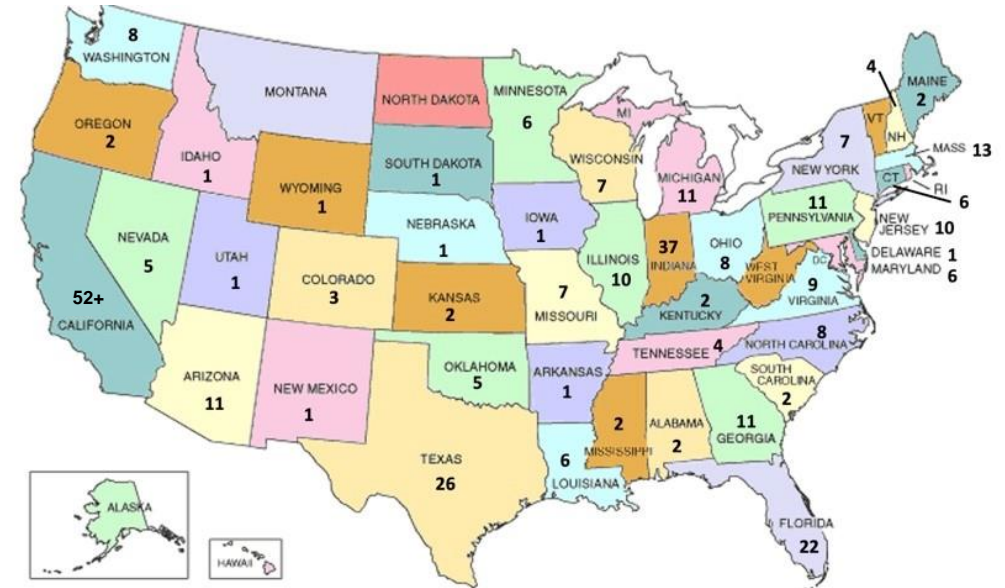 8
WASHINGTON
MONTANA
NORTH DAKOTA
MINNESOTA
6
OREGON
2
IDAHO
1
WYOMING
1
SOUTH DAKOTA
1
WISCONSIN
7
MI
MICHIGAN
11
4
MAINE
2
VT
NH
7
NEW YORK
MASS 13
CT
RI
6
NEVADA
5
UTAH
1
COLORADO
3
NEBRASKA
1
IOWA
1
ILLINOIS
10
37
INDIANA
OHIO
8
11
PENNSYLVANIA
NEW
JERSEY 10
DELAWARE 1
MARYLAND
6
DC
WEST
VIRGINIA
9
VIRGINIA
52+
CALIFORNIA
KANSAS
2
7
MISSOURI
2
KENTUCKY
TENNESSEE 4
8
NORTH CAROLINA
SOUTH
CAROLINA
2
ARIZONA
11
NEW MEXICO
1
OKLAHOMA
5
ARKANSAS
1
2
MISSISSIPPI
ALABAMA
2
11
GEORGIA
TEXAS
26
6
LOUISIANA
FLORIDA
22
ALASKA
HAWAII